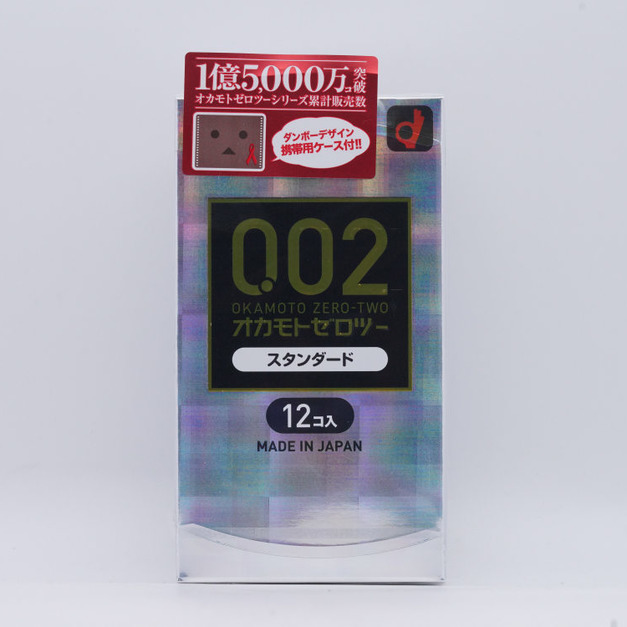 1億5,000万コ突破
オカモトゼロツーシリーズ累計販売数
ダンボーデザイン
携帯用ケース付!!
0.02
OKAMOTO ZERO-TWO
オカモトゼロツー
スタンダード
12コ入
MADE IN JAPAN